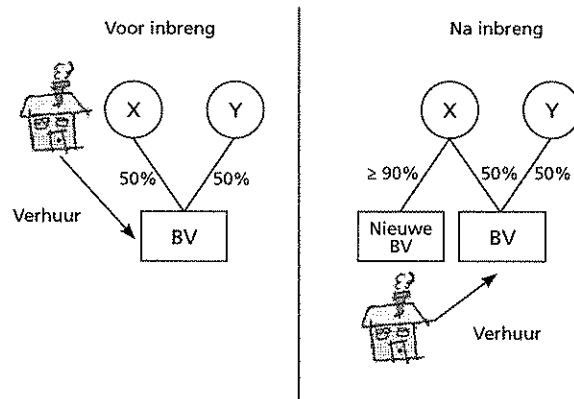 Voor inbreng
X Y
50% 50%
Verhuur
BV
Na inbreng
X Y
≥ 90% 50% 50%
Nieuwe
BV
BV
Verhuur